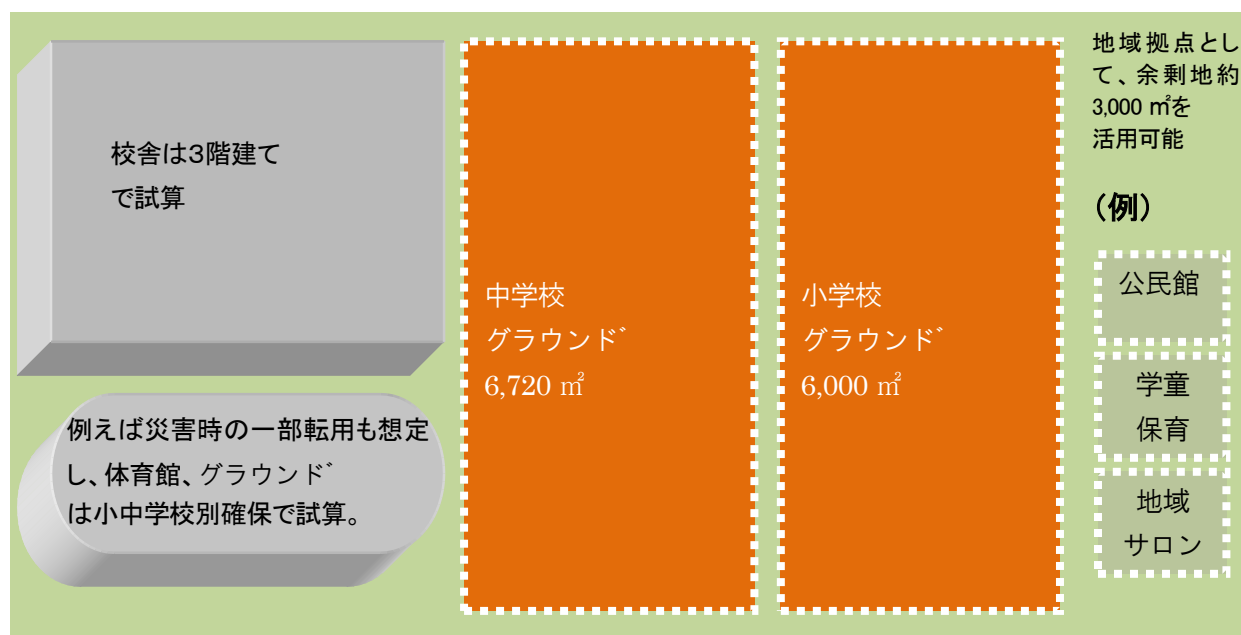 校舎は3階建て
で試算
例えば災害時の一部転用も想定
し、体育館、グラウンド゛
は小中学校別確保で試算。
中学校
グラウンド゛
6,720 ㎡
小学校
グラウンド゛
6,000 ㎡
地域拠点とし
て、余剰地約
3,000 ㎡を
活用可能
（例）
公民館
学童
保育
地域
サロン